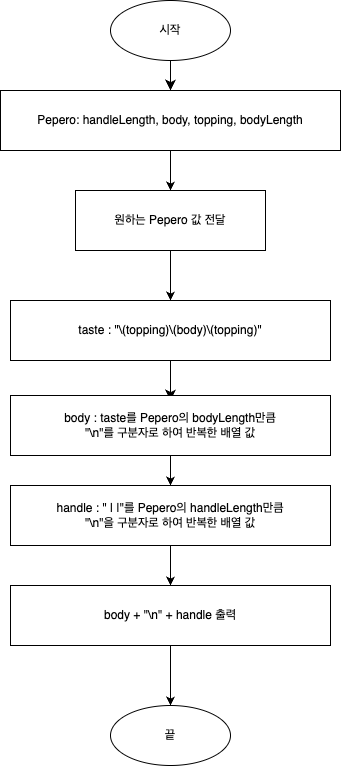 시작
Pepero: handleLength, body, topping, bodyLength
원하는 Pepero 값 전달
taste : "\(topping)\(body)\(topping)"
body : taste를 Pepero의 bodyLength만큼
"\n"를 구분자로 하여 반복한 배열 값
handle : " | |"를 Pepero의 handleLength만큼
"\n"을 구분자로 하여 반복한 배열 값
body + "\n" + handle 출력
끝